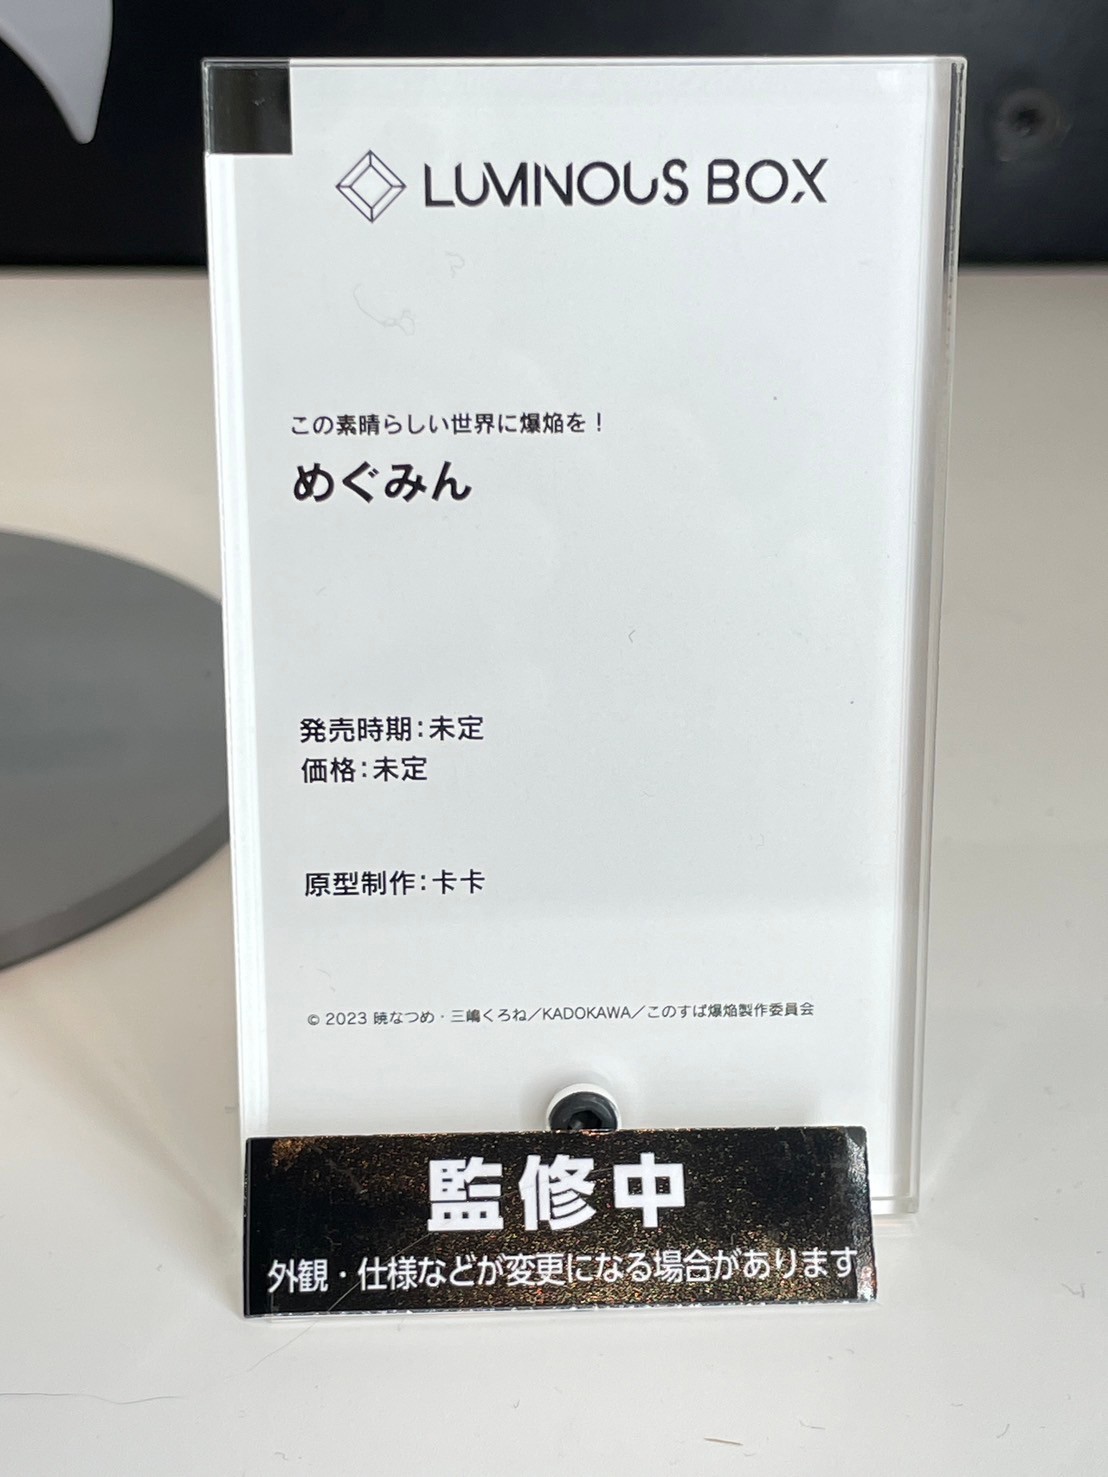 LUMINOUS BOX
この素晴らしい世界に爆焔を！
めぐみん
発売時期：未定
価格：未定
原型制作：卡卡
© 2023 暁なつめ・三嶋くろね／KADOKAWA／このすば爆焔製作委員会
監修中
外観・仕様などが変更になる場合があります